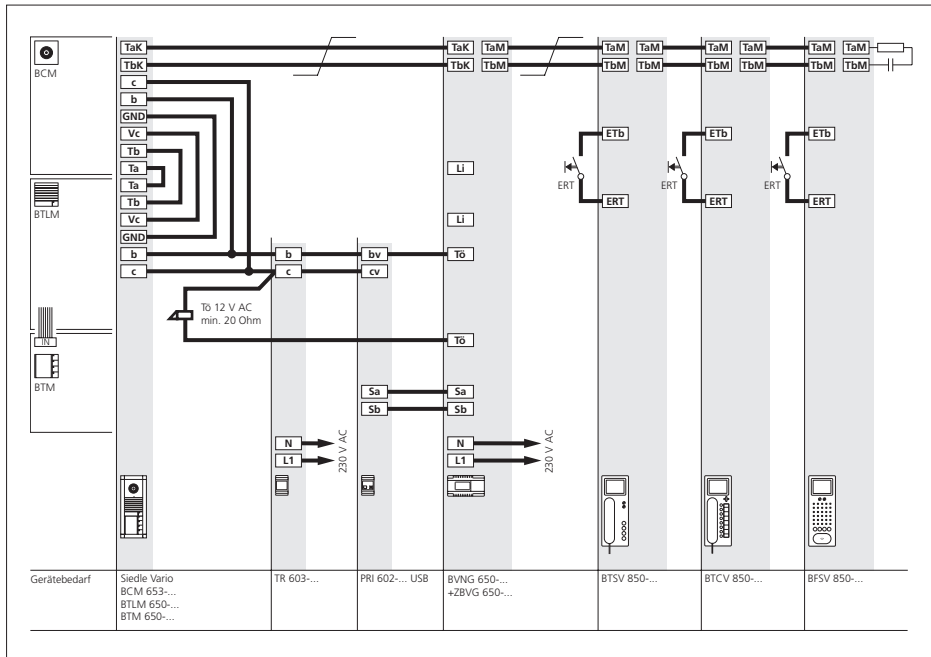 BCM
BTLM
IN
BTM
TaK
TbK
c
b
GND
Vc
Tb
Ta
Ta
Tb
Vc
GND
b
c
Tö 12 V AC
min. 20 Ohm
b
c
N
L1
230 V AC
bv
cv
Sa
Sb
TaK TaM
TbK TbM
Li
Li
Tö
Tö
Sa
Sb
N
L1
230 V AC
TaM TaM
TbM TbM
ETb
ERT
ERT
TaM TaM
TbM TbM
ETb
ERT
ERT
TaM TaM
TbM TbM
ETb
ERT
ERT
Gerätebedarf
Siedle Vario
BCM 653-...
BTLM 650-...
BTM 650-...
TR 603-...
PRI 602-... USB
BVNG 650-...
+ZBVG 650-...
BTSV 850-...
BTCV 850-...
BFSV 850-...